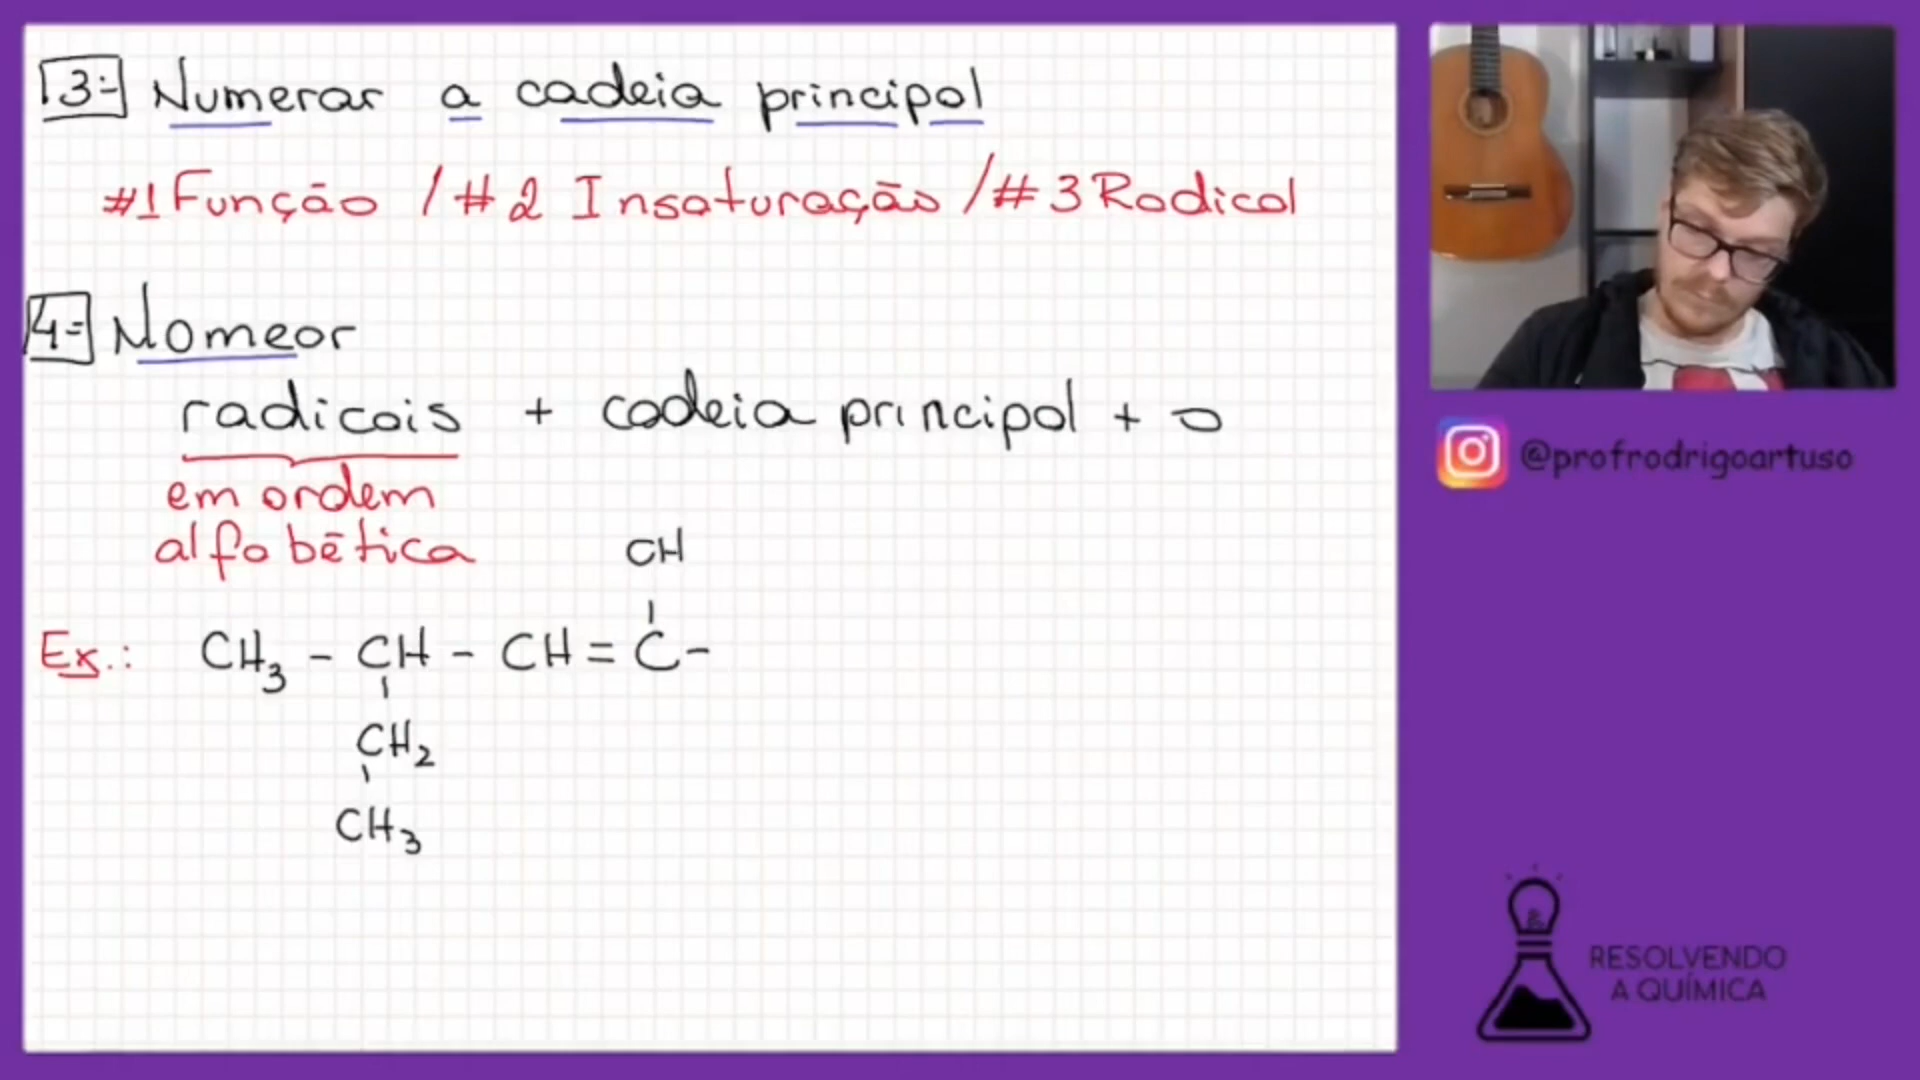 3= Numerar a cadeia principal
#1 Função / #2 Insaturação / #3 Radical
4= Nomear
radicais + cadeia principal + o
em ordem
alfabética
CH
Ex.: CH₃ - CH - CH = C -
CH₂
CH₃
@profrodrigoartuso
RESOLVENDO
A QUÍMICA